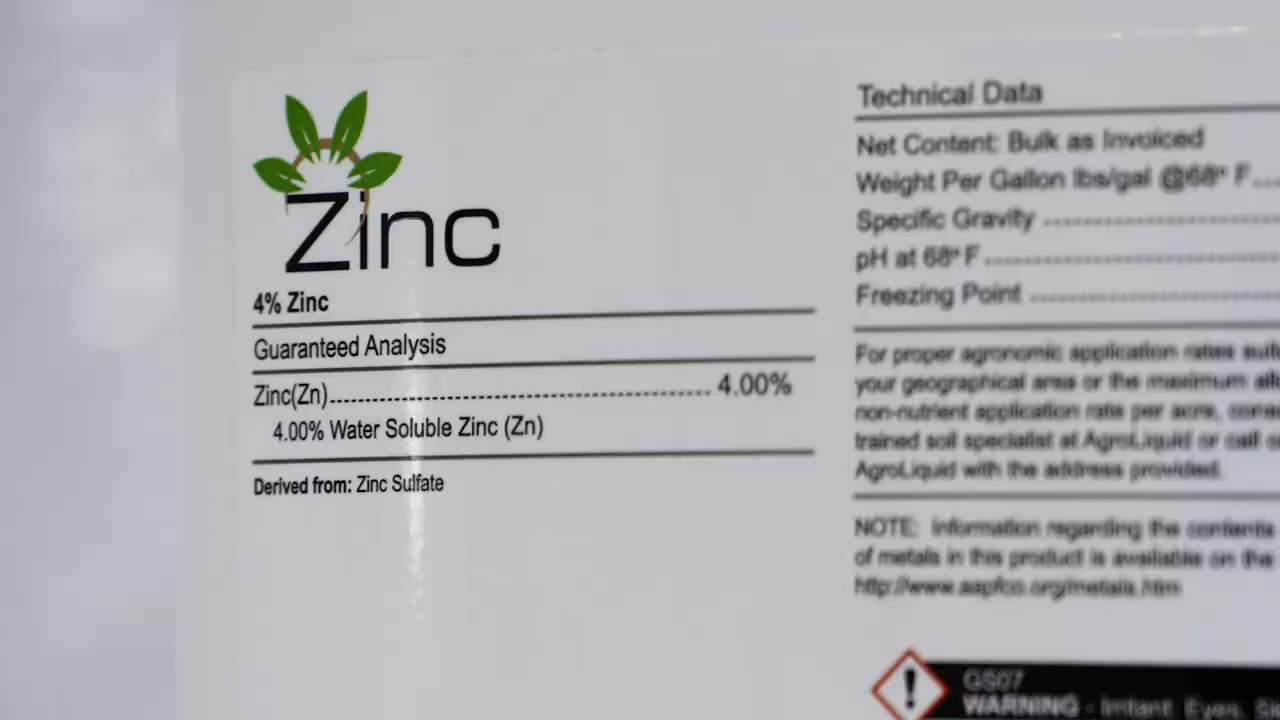 Zinc
4% Zinc
Guaranteed Analysis
Zinc(Zn)........................................................ 4.00%
4.00% Water Soluble Zinc (Zn)
Derived from: Zinc Sulfate
Technical Data
Net Content: Bulk as Invoiced
Weight Per Gallon lbs/gal @68° F....
Specific Gravity ................................
pH at 68° F........................................
Freezing Point ..................................
For proper agronomic application rates
your geographical area or the maximum
non-nutrient application rate per acre,
trained soil specialist at AgroLiquid or call
AgroLiquid with the address provided.
NOTE: Information regarding the contents
of metals in this product is available on the
http://www.aapfco.org/metals.htm
GS07
WARNING - Irritant, Eyes,